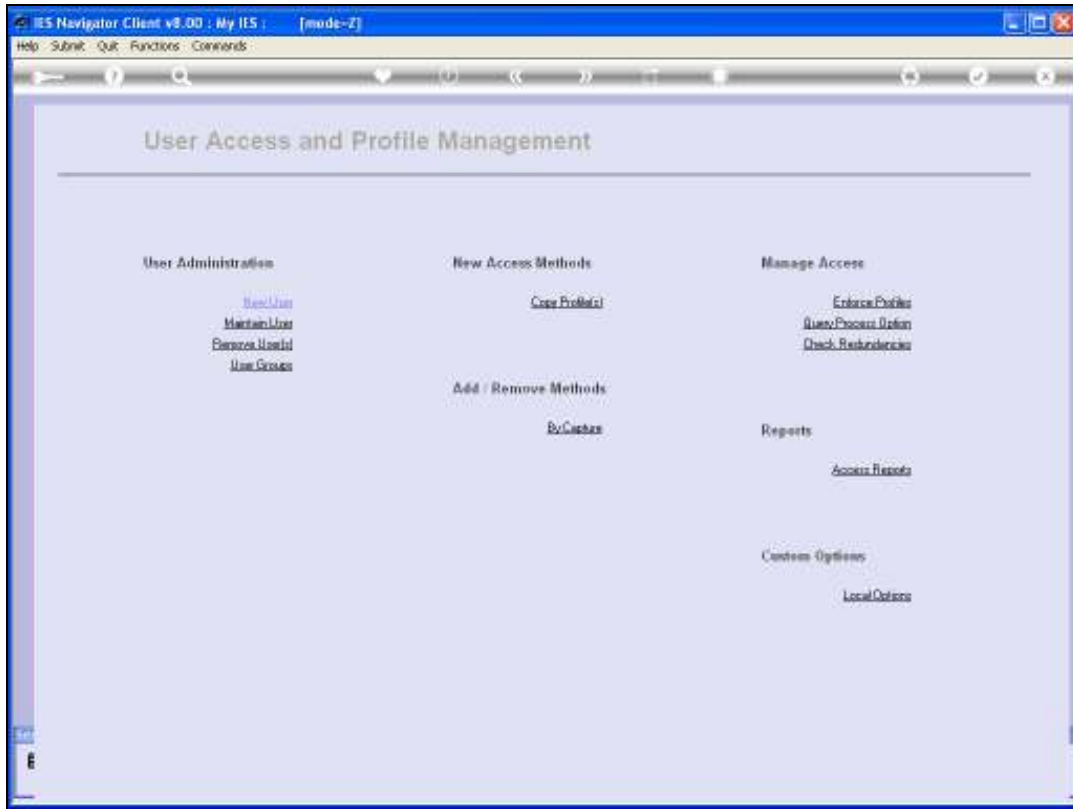 IES Navigator Client v8.00 : My IES : [mode-Z]
Help Submit Quit Functions Commands
User Access and Profile Management
User Administration
New User
Maintain User
Remove User(s)
User Groups
New Access Methods
Copy Profile(s)
Add / Remove Methods
By Capture
Manage Access
Enforce Profiles
Query Process Option
Check Redundancies
Reports
Access Reports
Custom Options
Local Options